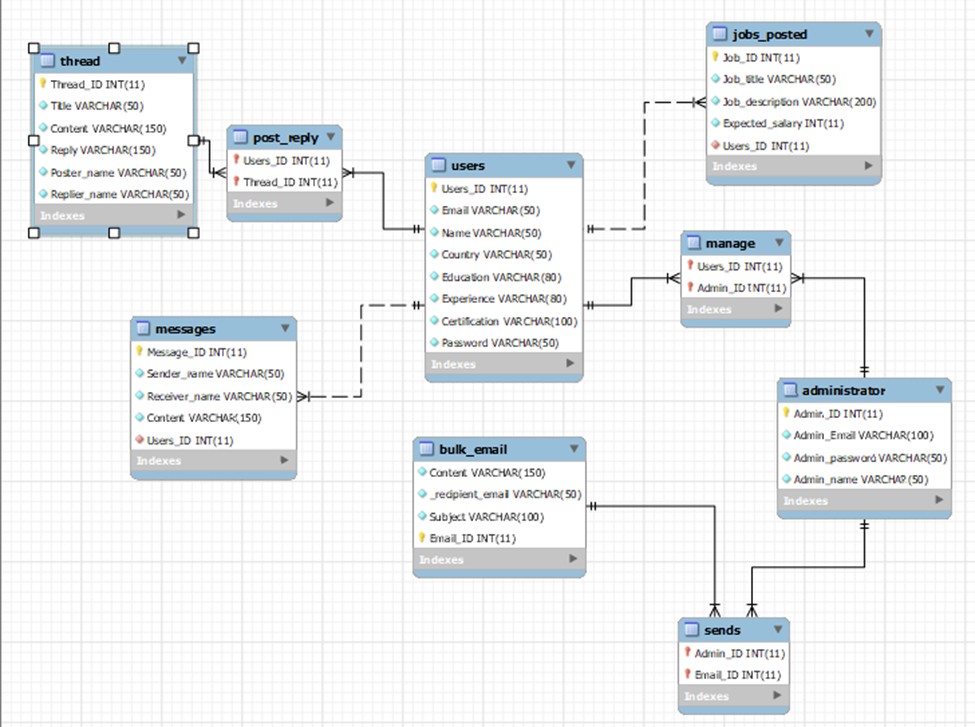 thread
Thread_ID INT(11)
Title VARCHAR(50)
Content VARCHAR(150)
Reply VARCHAR(150)
Poster_name VARCHAR(50)
Replier_name VARCHAR(50)
Indexes
post_reply
Users_ID INT(11)
Thread_ID INT(11)
Indexes
users
Users_ID INT(11)
Email VARCHAR(50)
Name VARCHAR(50)
Country VARCHAR(50)
Education VARCHAR(80)
Experience VARCHAR(80)
Certification VARCHAR(100)
Password VARCHAR(50)
Indexes
jobs_posted
Job_ID INT(11)
Job_title VARCHAR(50)
Job_description VARCHAR(200)
Expected_salary INT(11)
Users_ID INT(11)
Indexes
manage
Users_ID INT(11)
Admin_ID INT(11)
Indexes
messages
Message_ID INT(11)
Sender_name VARCHAR(50)
Receiver_name VARCHAR(50)
Content VARCHAR(150)
Users_ID INT(11)
Indexes
administrator
Admin_ID INT(11)
Admin_Email VARCHAR(100)
Admin_password VARCHAR(50)
Admin_name VARCHAR(50)
Indexes
bulk_email
Content VARCHAR(150)
_recipient_email VARCHAR(50)
Subject VARCHAR(100)
Email_ID INT(11)
Indexes
sends
Admin_ID INT(11)
Email_ID INT(11)
Indexes